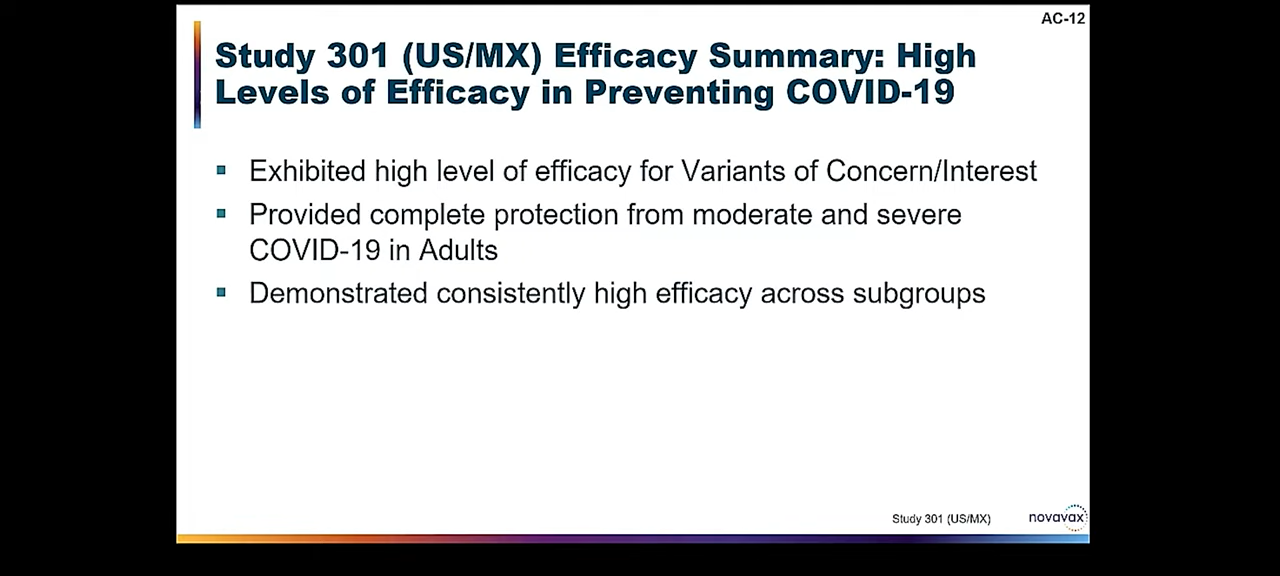 AC-12
Study 301 (US/MX) Efficacy Summary: High
Levels of Efficacy in Preventing COVID-19
Exhibited high level of efficacy for Variants of Concern/Interest
Provided complete protection from moderate and severe
COVID-19 in Adults
Demonstrated consistently high efficacy across subgroups
Study 301 (US/MX)
novavax